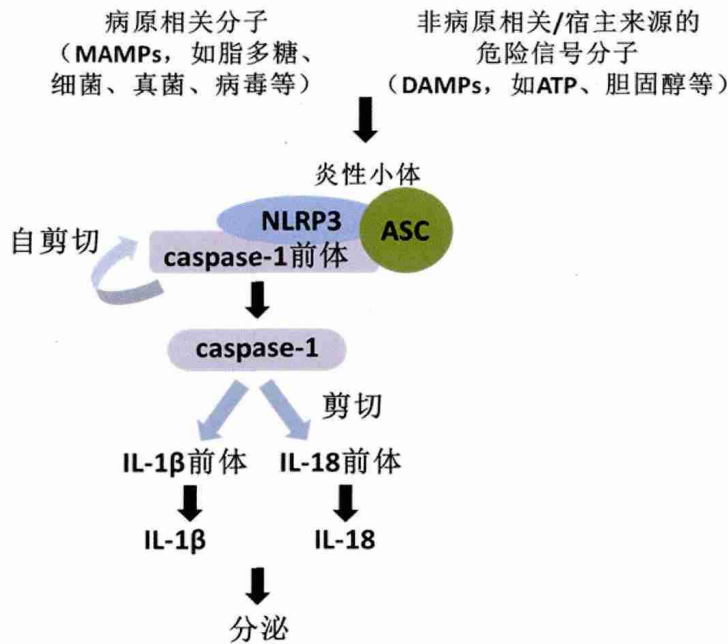 病原相关分子
（MAMPs，如脂多糖、
细菌、真菌、病毒等）
非病原相关/宿主来源的
危险信号分子
（DAMPs，如ATP、胆固醇等）
炎性小体
NLRP3
ASC
自剪切
caspase-1前体
caspase-1
剪切
IL-1β前体
IL-18前体
IL-1β
IL-18
分泌